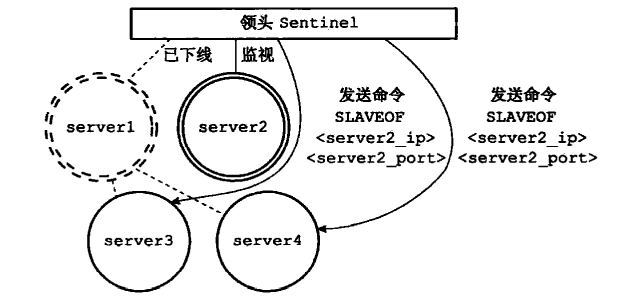 领头 Sentinel
已下线
监视
server1
server2
发送命令
SLAVEOF
<server2_ip>
<server2_port>
发送命令
SLAVEOF
<server2_ip>
<server2_port>
server3
server4